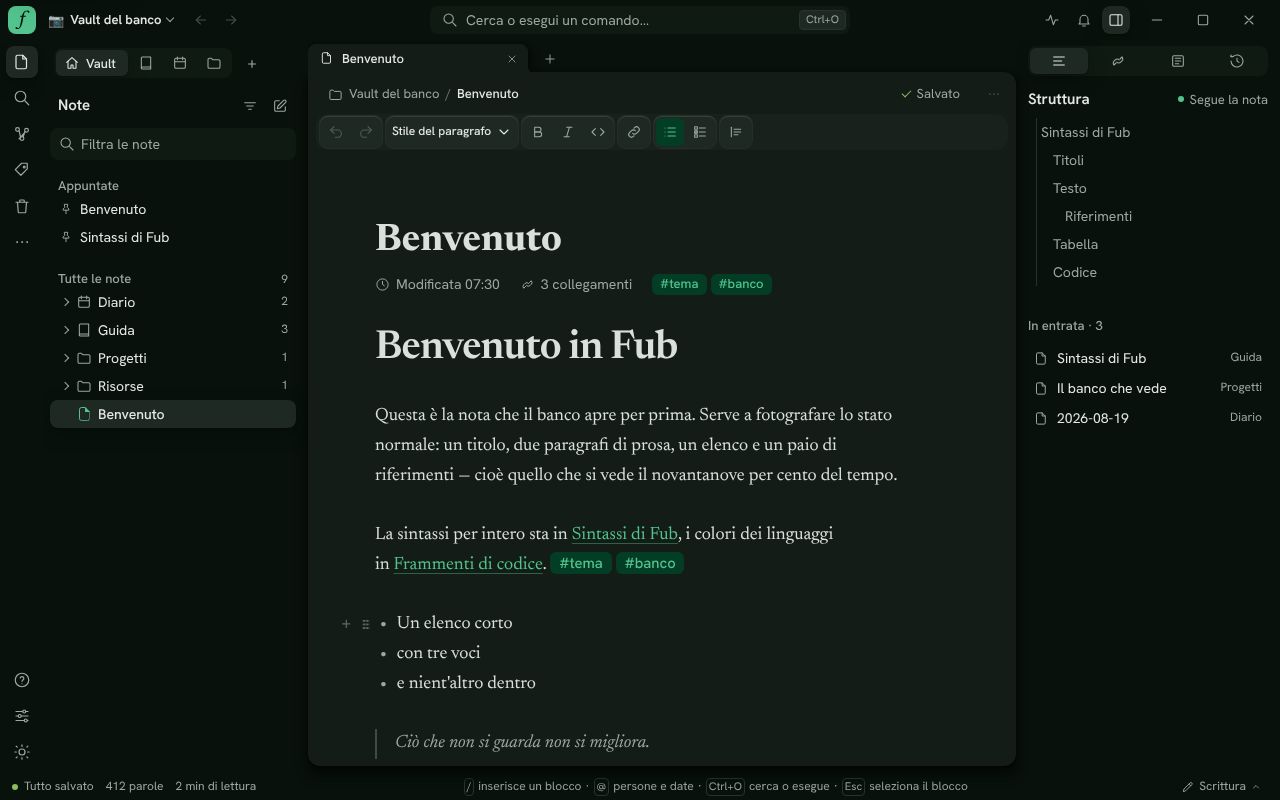 Vault del banco
Cerca o esegui un comando…
Ctrl+O
Vault
Note
Filtra le note
Appuntate
Benvenuto
Sintassi di Fub
Tutte le note 9
Diario 2
Guida 3
Progetti 1
Risorse 1
Benvenuto
Benvenuto
Vault del banco / Benvenuto
Salvato
Stile del paragrafo
B I
Benvenuto
Modificata 07:30
3 collegamenti
#tema #banco
Benvenuto in Fub
Questa è la nota che il banco apre per prima. Serve a fotografare lo stato
normale: un titolo, due paragrafi di prosa, un elenco e un paio di
riferimenti — cioè quello che si vede il novantanove per cento del tempo.
La sintassi per intero sta in Sintassi di Fub, i colori dei linguaggi
in Frammenti di codice. #tema #banco
• Un elenco corto
• con tre voci
• e nient'altro dentro
Ciò che non si guarda non si migliora.
Struttura
Segue la nota
Sintassi di Fub
Titoli
Testo
Riferimenti
Tabella
Codice
In entrata · 3
Sintassi di Fub Guida
Il banco che vede Progetti
2026-08-19 Diario
Tutto salvato 412 parole 2 min di lettura
/ inserisce un blocco · @ persone e date · Ctrl+O cerca o esegue · Esc seleziona il blocco
Scrittura